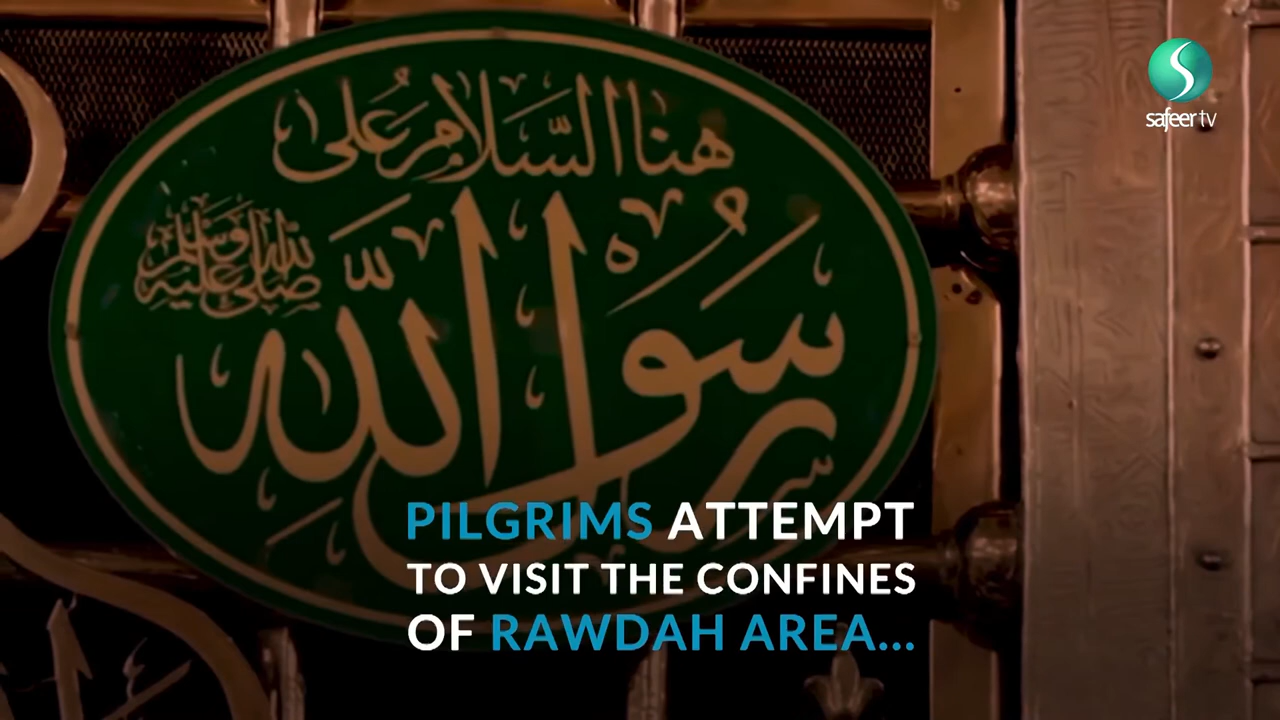 هنا السلام على
رسول الله
صلى الله عليه وسلم
safeer tv
PILGRIMS ATTEMPT
TO VISIT THE CONFINES
OF RAWDAH AREA...